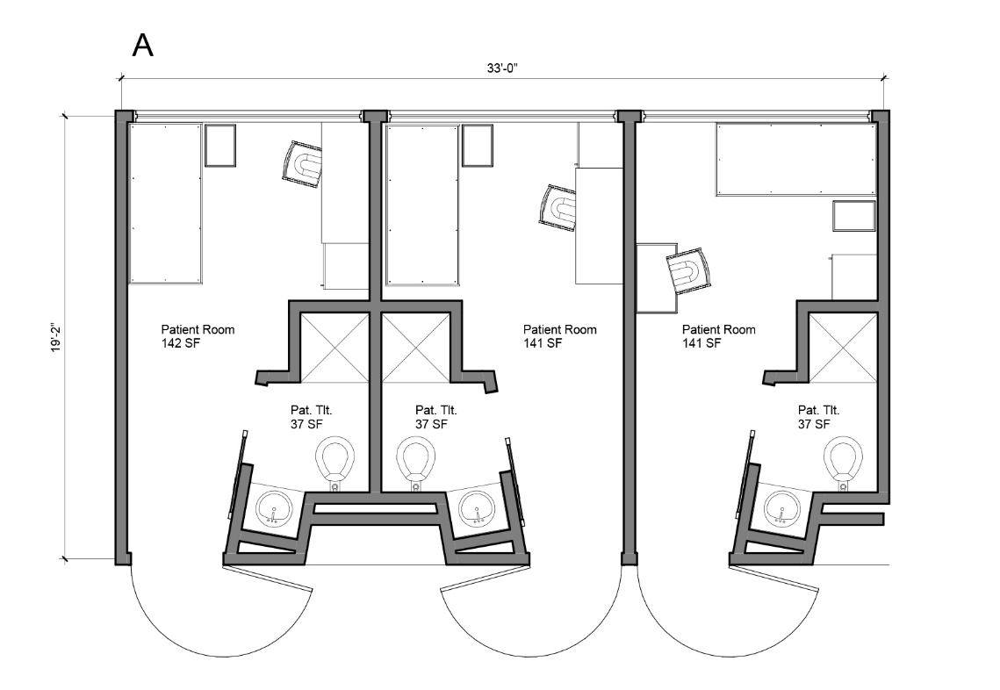 A
33'-0"
19'-2"
Patient Room
142 SF
Patient Room
141 SF
Patient Room
141 SF
Pat. Tlt.
37 SF
Pat. Tlt.
37 SF
Pat. Tlt.
37 SF